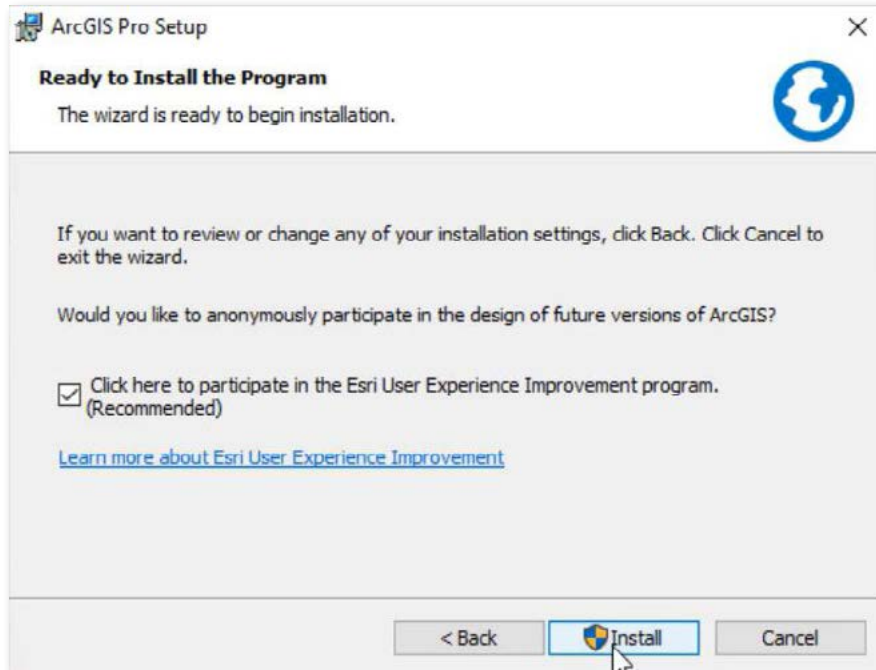 ArcGIS Pro Setup
Ready to Install the Program
The wizard is ready to begin installation.
If you want to review or change any of your installation settings, click Back. Click Cancel to
exit the wizard.
Would you like to anonymously participate in the design of future versions of ArcGIS?
Click here to participate in the Esri User Experience Improvement program.
(Recommended)
Learn more about Esri User Experience Improvement
< Back
Install
Cancel